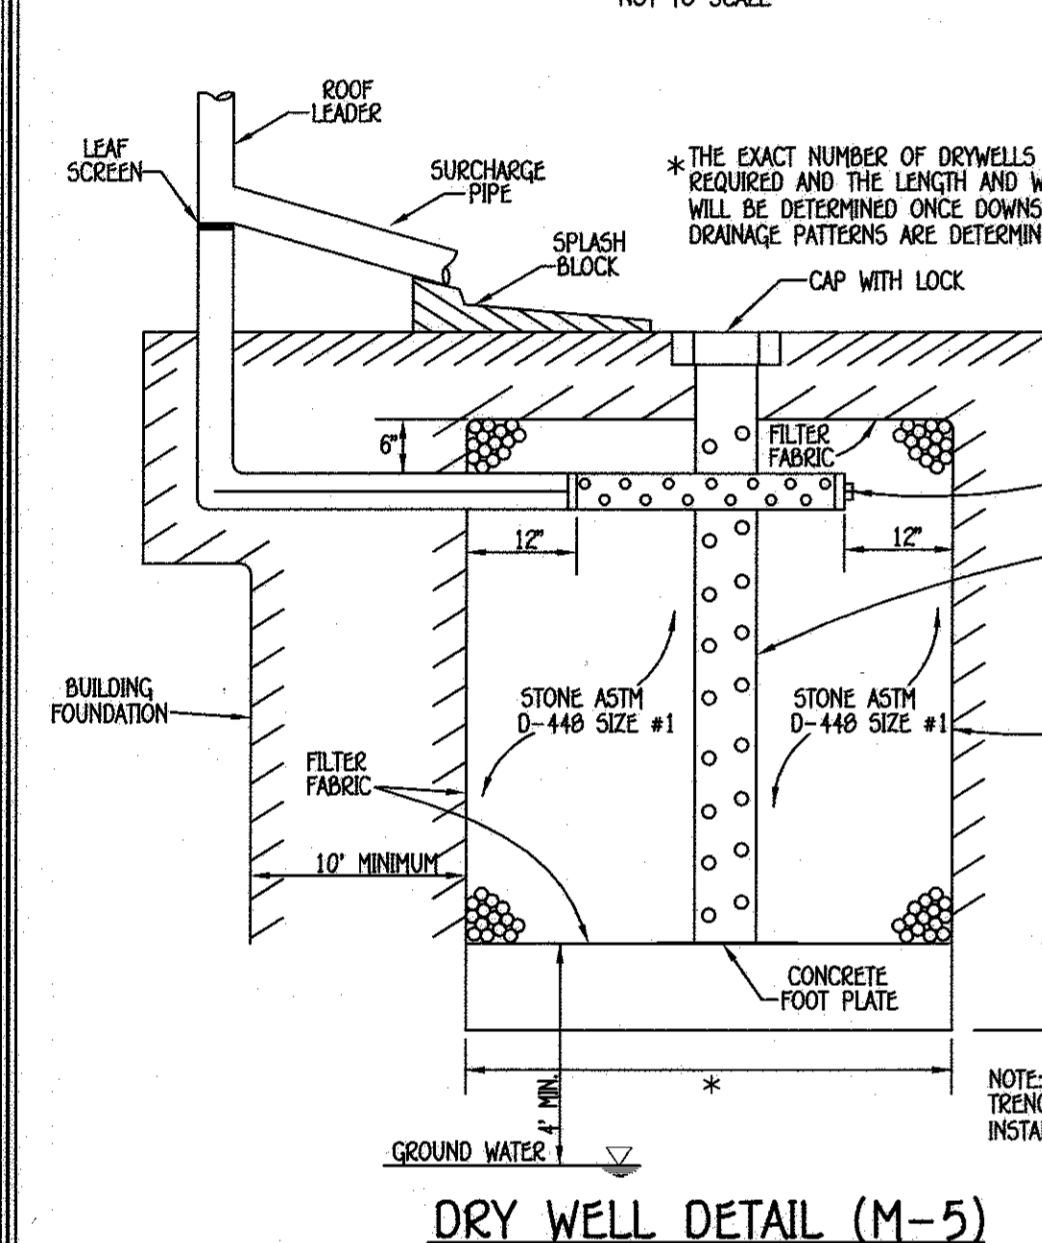 NOT TO SCALE
ROOF
LEADER
LEAF
SCREEN
SURCHARGE
PIPE
* THE EXACT NUMBER OF DRYWELLS
REQUIRED AND THE LENGTH AND
WILL BE DETERMINED ONCE
DRAINAGE PATTERNS ARE
SPLASH
BLOCK
CAP WITH LOCK
6"
FILTER
FABRIC
12"
12"
STONE ASTM
D-448 SIZE #1
STONE ASTM
D-448 SIZE #1
BUILDING
FOUNDATION
FILTER
FABRIC
10' MINIMUM
CONCRETE
FOOT PLATE
*
4' MIN.
NOTE:
GROUND WATER
DRY WELL DETAIL (M-5)